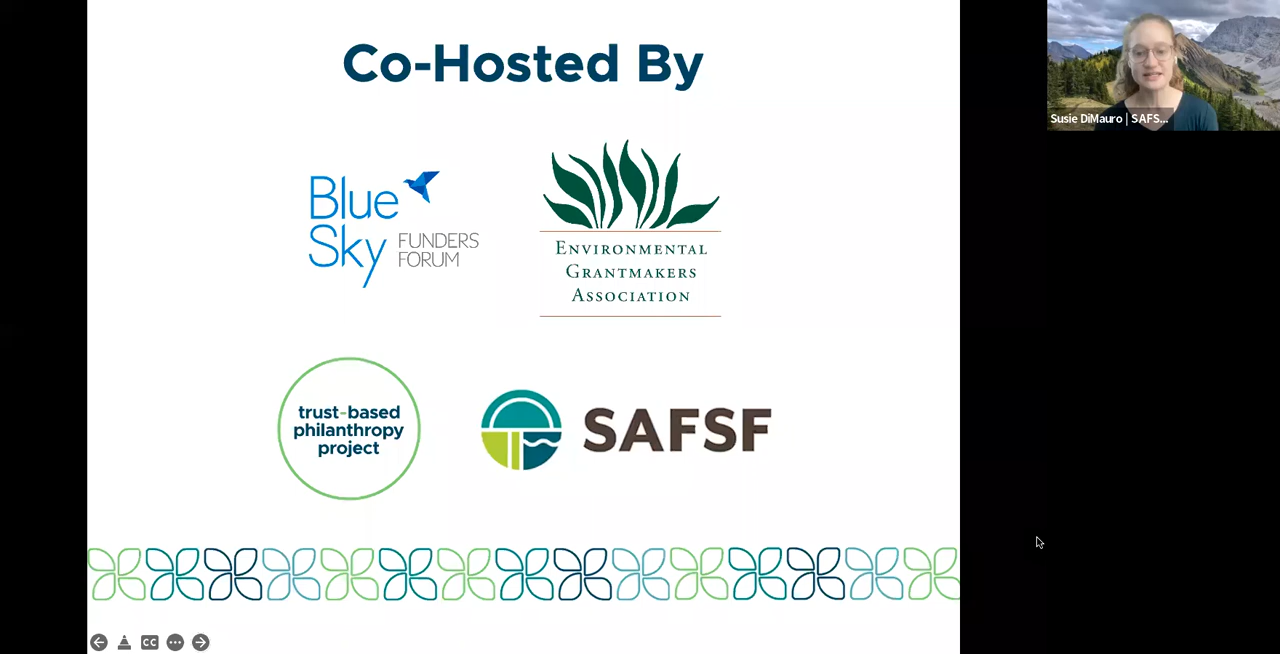 Co-Hosted By
Blue
Sky
FUNDERS
FORUM
ENVIRONMENTAL
GRANTMAKERS
ASSOCIATION
trust-based
philanthropy
project
SAFSF
Susie DiMauro | SAFS...
CC